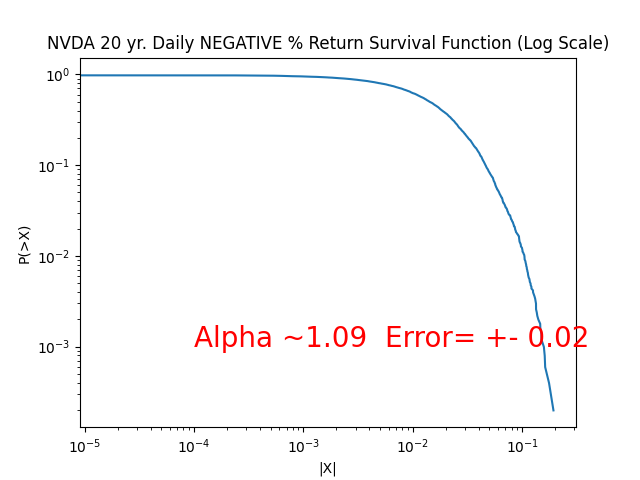 NVDA 20 yr. Daily NEGATIVE % Return Survival Function (Log Scale)
10⁰
10⁻¹
10⁻²
10⁻³
P(>X)
Alpha ~1.09  Error= +- 0.02
10⁻⁵ 10⁻⁴ 10⁻³ 10⁻² 10⁻¹
|X|